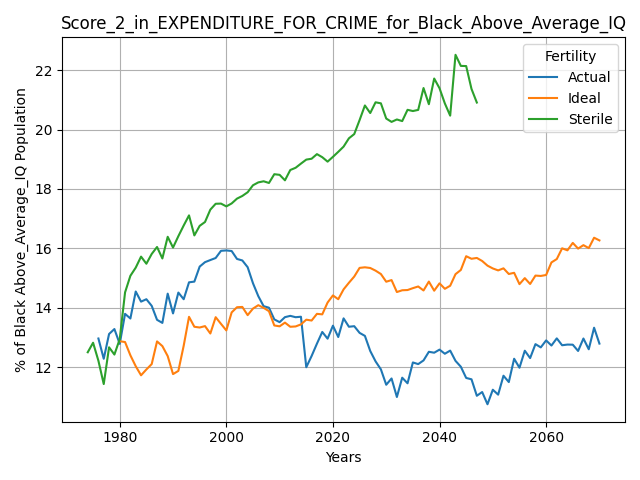 Score_2_in_EXPENDITURE_FOR_CRIME_for_Black_Above_Average_IQ
Fertility
Actual
Ideal
Sterile
% of Black Above_Average_IQ Population
22
20
18
16
14
12
1980
2000
2020
2040
2060
Years